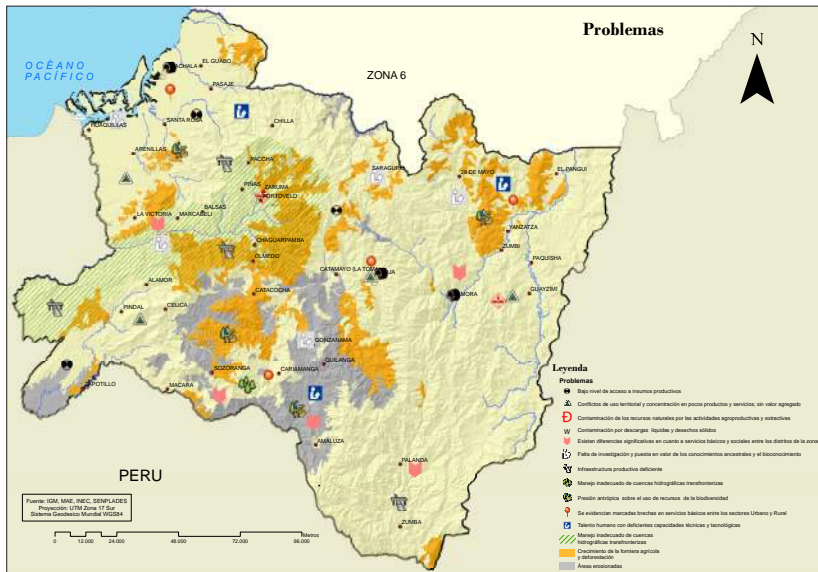 Problemas
N
OCÉANO
PACÍFICO
ZONA 6
EL GUABO
ACHALA
PASAJE
SANTA ROSA
CHILLA
HUAQUILLAS
ARENILLAS
PACCHA
SARAGURO
28 DE MAYO
EL PANGUI
PIÑAS
ZARUMA
PORTOVELO
BALSAS
LA VICTORIA
MARCABELI
YANZATZA
CHAGUARPAMBA
ZUMBI
OLMEDO
PAQUISHA
CATAMAYO (LA TOMA)
JA
ALAMOR
CATACOCHA
AMORA
GUAYZIMI
PINDAL
CELICA
GONZANAMA
QUILANGA
SOZORANGA
CARIAMANGA
ZAPOTILLO
MACARA
AMALUZA
PALANDA
PERU
ZUMBA
Fuente: IGM, MAE, INEC, SENPLADES
Proyección: UTM Zona 17 Sur
Sistema Geodesico Mundial WGS84
Metros
0 12.000 24.000 48.000 72.000 96.000
Leyenda
Problemas
Bajo nivel de acceso a insumos productivos
Conflictos de uso territorial y concentración en pocos productos y servicios; sin valor agregado
Contaminación de los recursos naturales por las actividades agroproductivas y extractivas
W Contaminación por descargas liquidas y desechos sólidos
Existen diferencias significativas en cuanto a servicios básicos y sociales entre los distritos de la zona
Falta de investigación y puesta en valor de los conocimientos ancestrales y el bioconocimiento
Infraestructura productiva deficiente
Manejo inadecuado de cuencas hidrográficas transfronterizas
Presión antrópica sobre el uso de recursos de la biodiversidad
Se evidencian marcadas brechas en servicios básicos entre los sectores Urbano y Rural
Talento humano con deficientes capacidades técnicas y tecnológicas
Manejo inadecuado de cuencas
hidrográficas transfronterizas
Crecimiento de la forntera agrícola
y deforestación
Áreas erosionadas